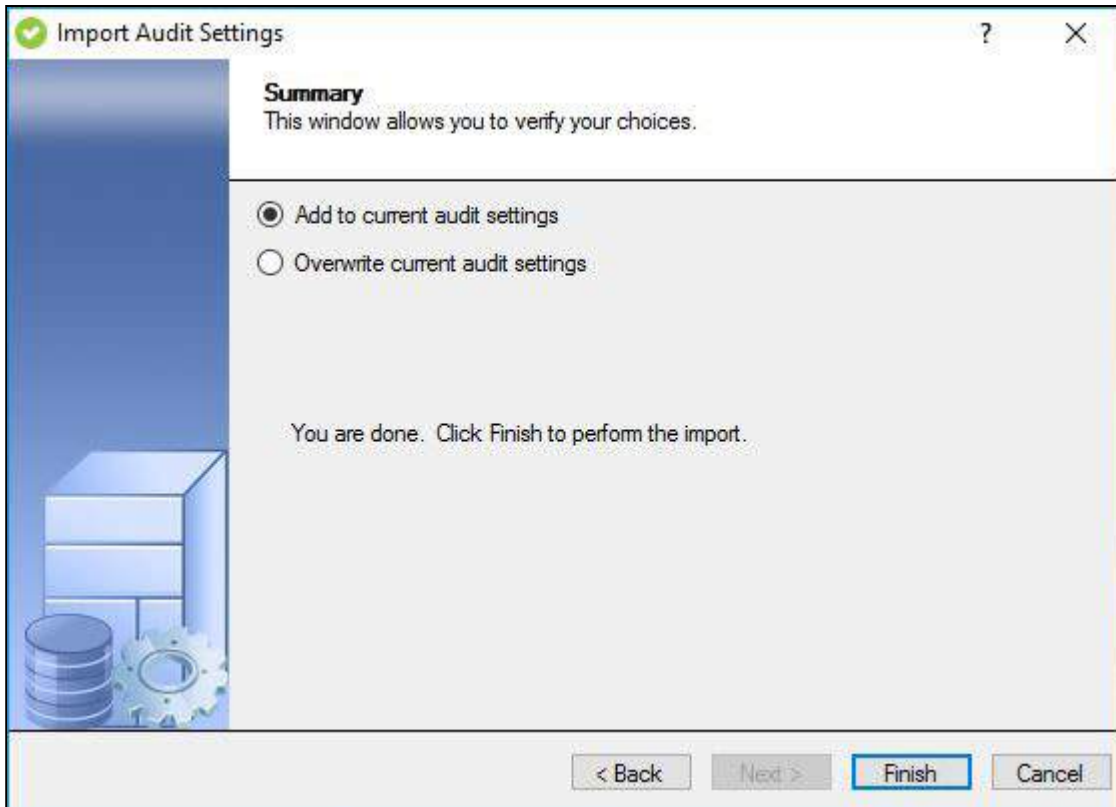 Import Audit Settings ?
Summary
This window allows you to verify your choices.
Add to current audit settings
Overwrite current audit settings
You are done. Click Finish to perform the import.
< Back Next > Finish Cancel